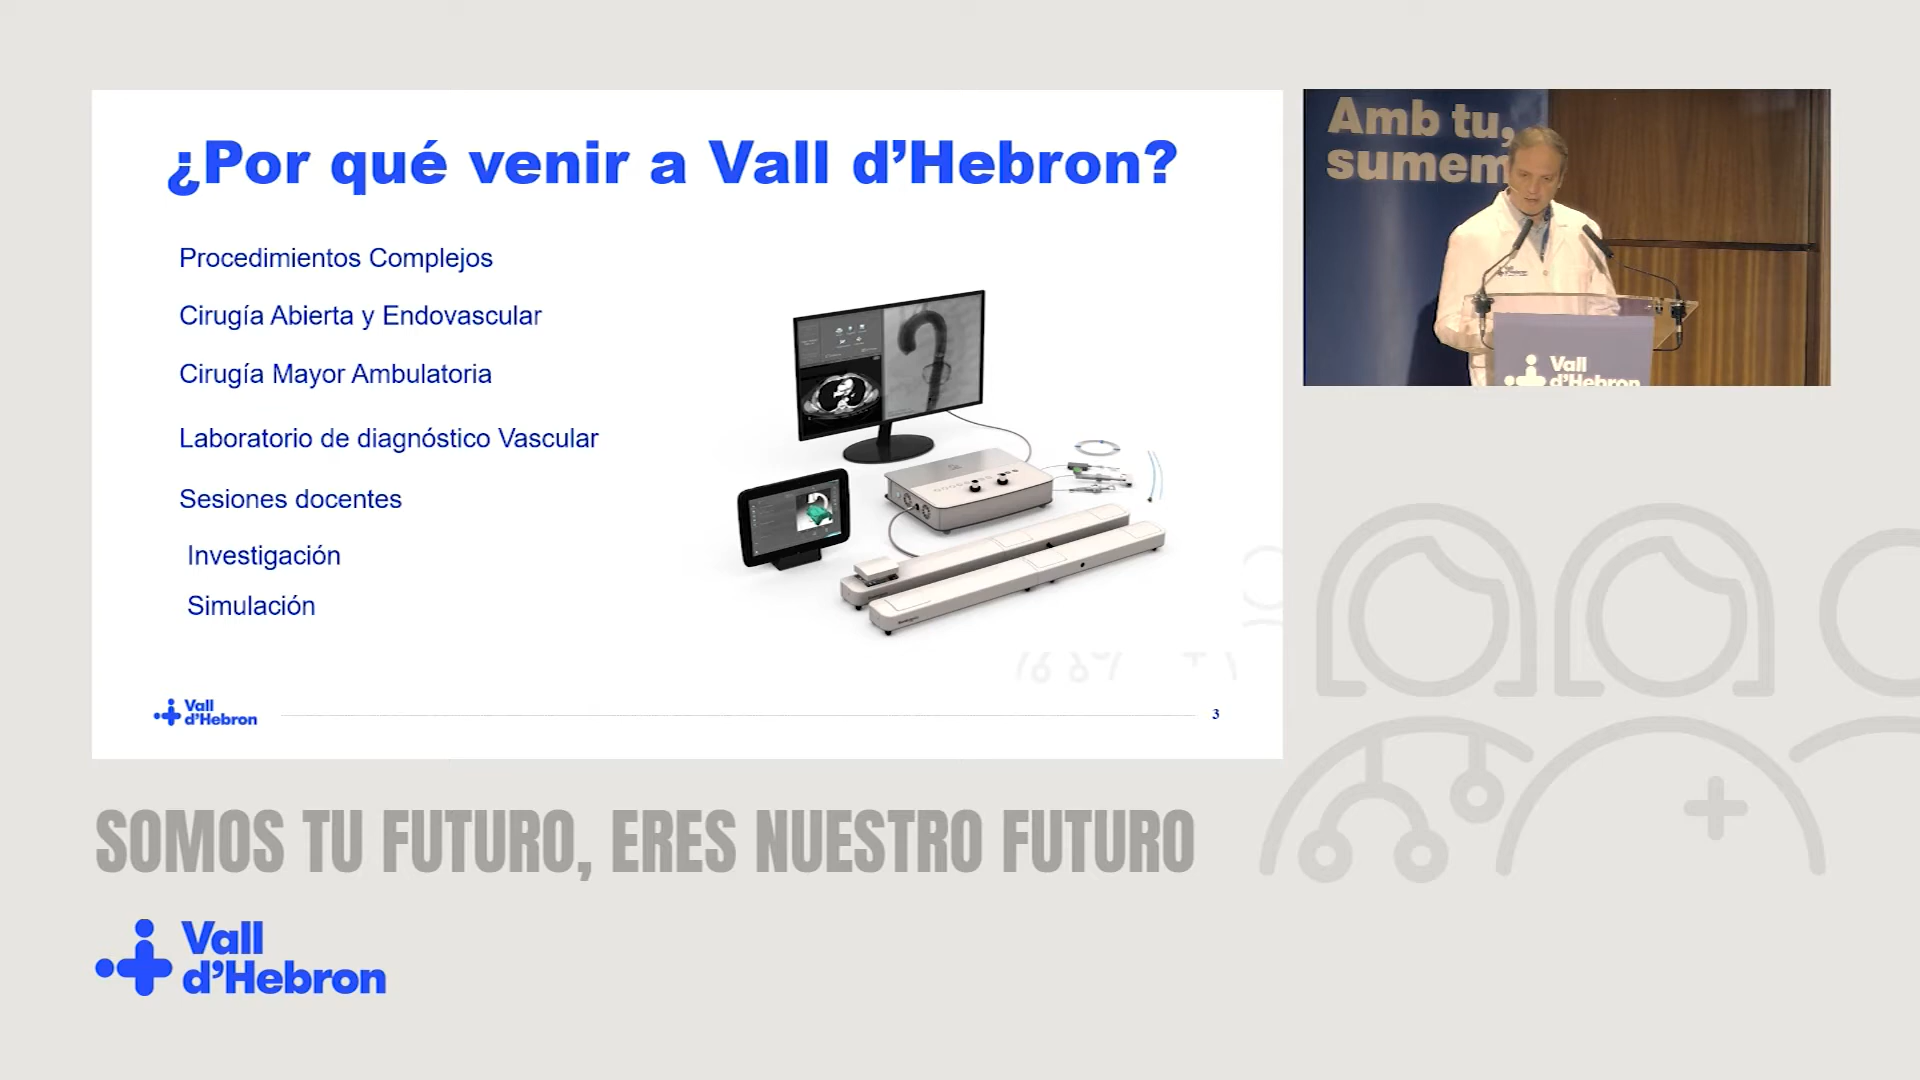 ¿Por qué venir a Vall d’Hebron?
Procedimientos Complejos
Cirugía Abierta y Endovascular
Cirugía Mayor Ambulatoria
Laboratorio de diagnóstico Vascular
Sesiones docentes
Investigación
Simulación
Vall
d’Hebron
3
Amb tu,
sumem
Vall
d’Hebron
SOMOS TU FUTURO, ERES NUESTRO FUTURO
Vall
d’Hebron